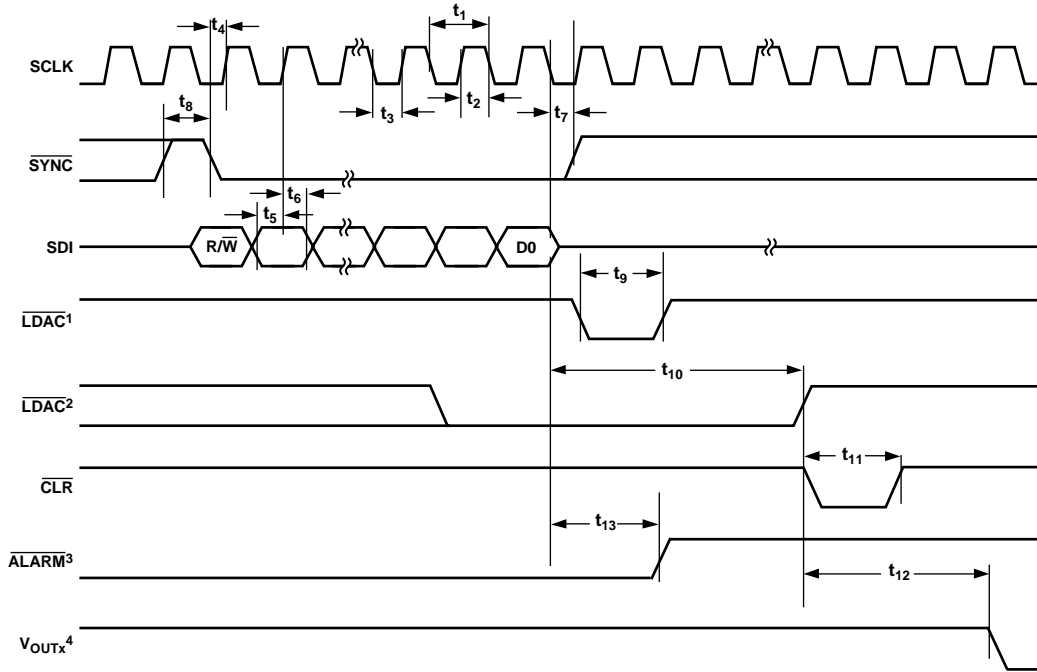 t1
t4
SCLK
t8
t3
t2
t7
SYNC
t6
t5
SDI
R/W
D0
t9
LDAC1
t10
LDAC2
t11
CLR
t13
ALARM3
t12
VOUTx4